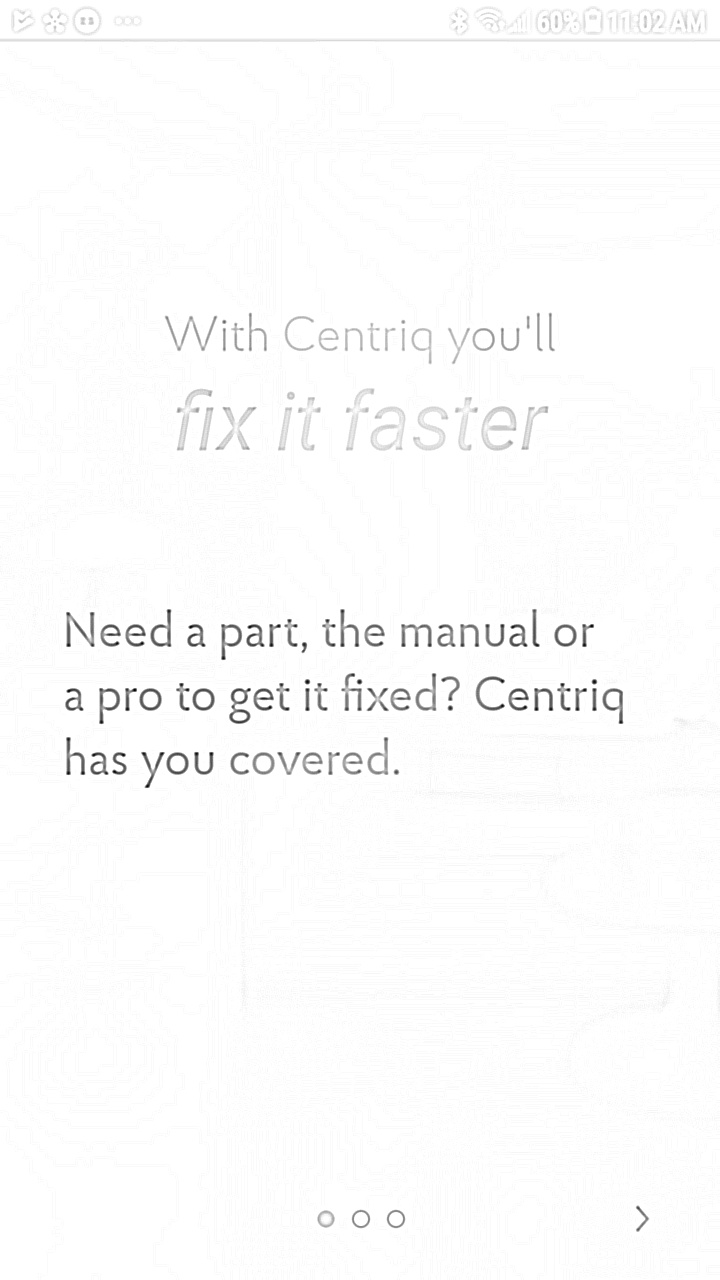 60% 11:02 AM
With Centriq you'll
fix it faster
Need a part, the manual or
a pro to get it fixed? Centriq
has you covered.